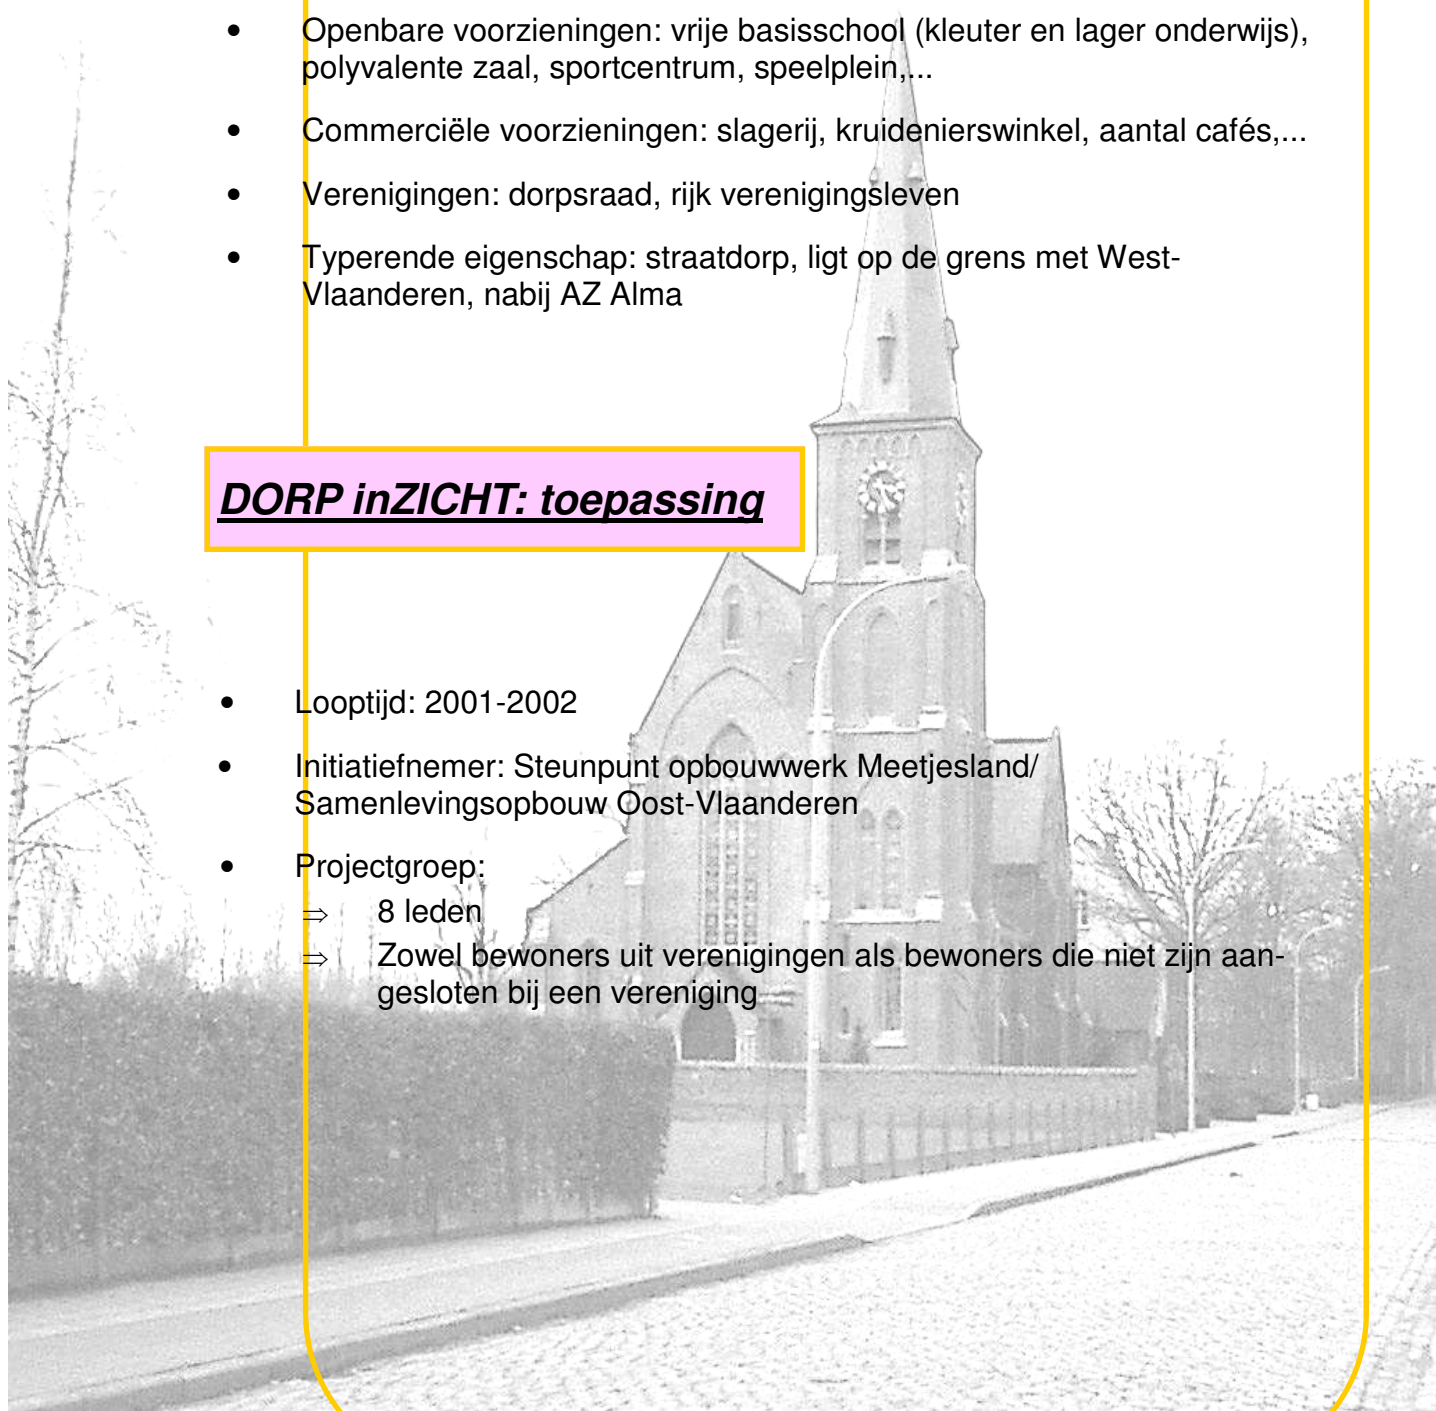 • Openbare voorzieningen: vrije basisschool (kleuter en lager onderwijs),
polyvalente zaal, sportcentrum, speelplein,...
• Commerciële voorzieningen: slagerij, kruidenierswinkel, aantal cafés,...
• Verenigingen: dorpsraad, rijk verenigingsleven
• Typerende eigenschap: straatdorp, ligt op de grens met West-
Vlaanderen, nabij AZ Alma
DORP inZICHT: toepassing
• Looptijd: 2001-2002
• Initiatiefnemer: Steunpunt opbouwwerk Meetjesland/
Samenlevingsopbouw Oost-Vlaanderen
• Projectgroep:
⇒ 8 leden
⇒ Zowel bewoners uit verenigingen als bewoners die niet zijn aan-
gesloten bij een vereniging